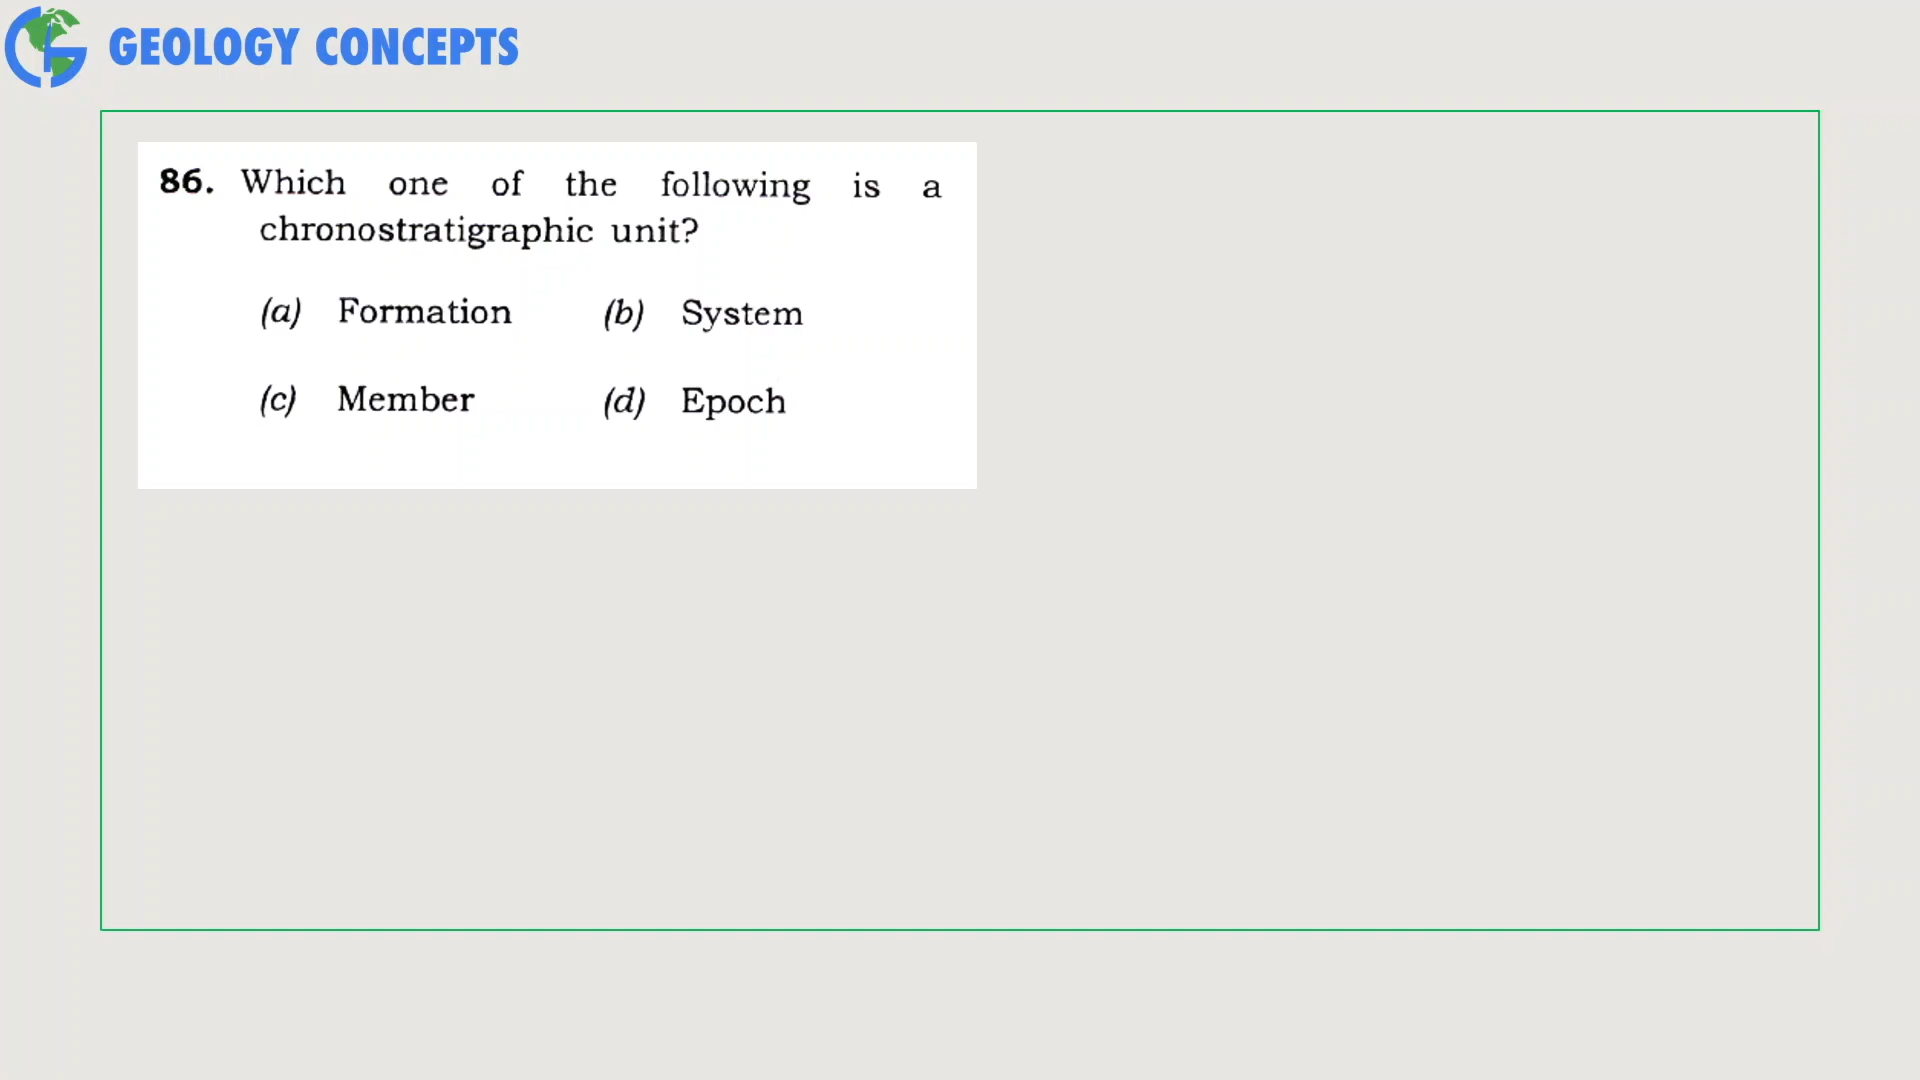 GEOLOGY CONCEPTS
86. Which one of the following is a
chronostratigraphic unit?
(a) Formation (b) System
(c) Member (d) Epoch